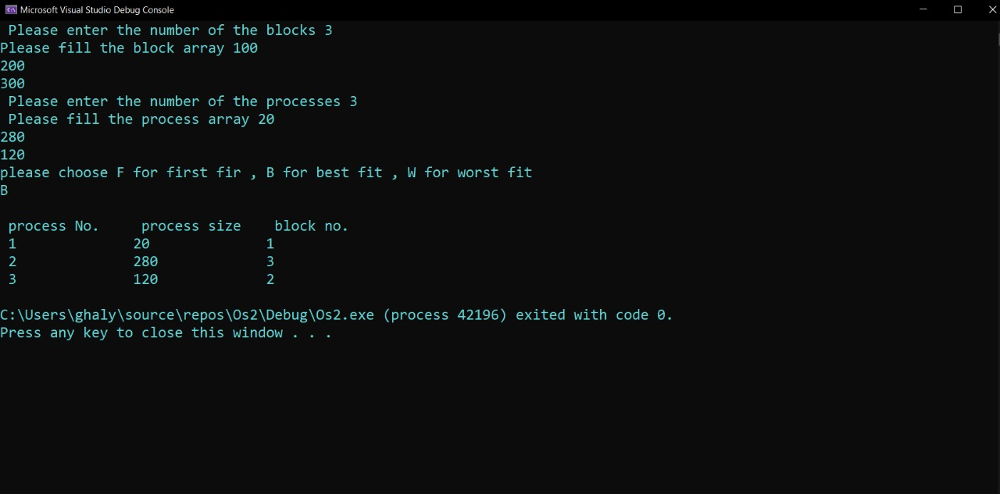 Microsoft Visual Studio Debug Console
Please enter the number of the blocks 3
Please fill the block array 100
200
300
Please enter the number of the processes 3
Please fill the process array 20
280
120
please choose F for first fir , B for best fit , W for worst fit
B
process No. process size block no.
1 20 1
2 280 3
3 120 2
C:\Users\ghaly\source\repos\Os2\Debug\Os2.exe (process 42196) exited with code 0.
Press any key to close this window . . .